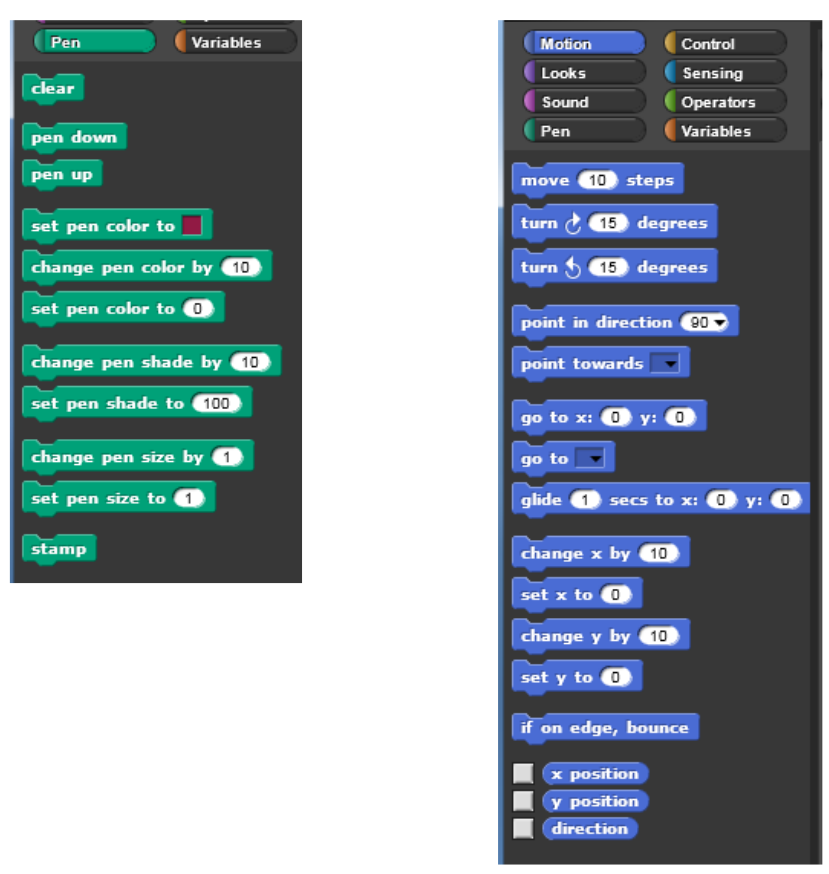 Pen Variables
clear
pen down
pen up
set pen color to
change pen color by 10
set pen color to 0
change pen shade by 10
set pen shade to 100
change pen size by 1
set pen size to 1
stamp
Motion Control
Looks Sensing
Sound Operators
Pen Variables
move 10 steps
turn 15 degrees
turn 15 degrees
point in direction 90
point towards
go to x: 0 y: 0
go to
glide 1 secs to x: 0 y: 0
change x by 10
set x to 0
change y by 10
set y to 0
if on edge, bounce
x position
y position
direction